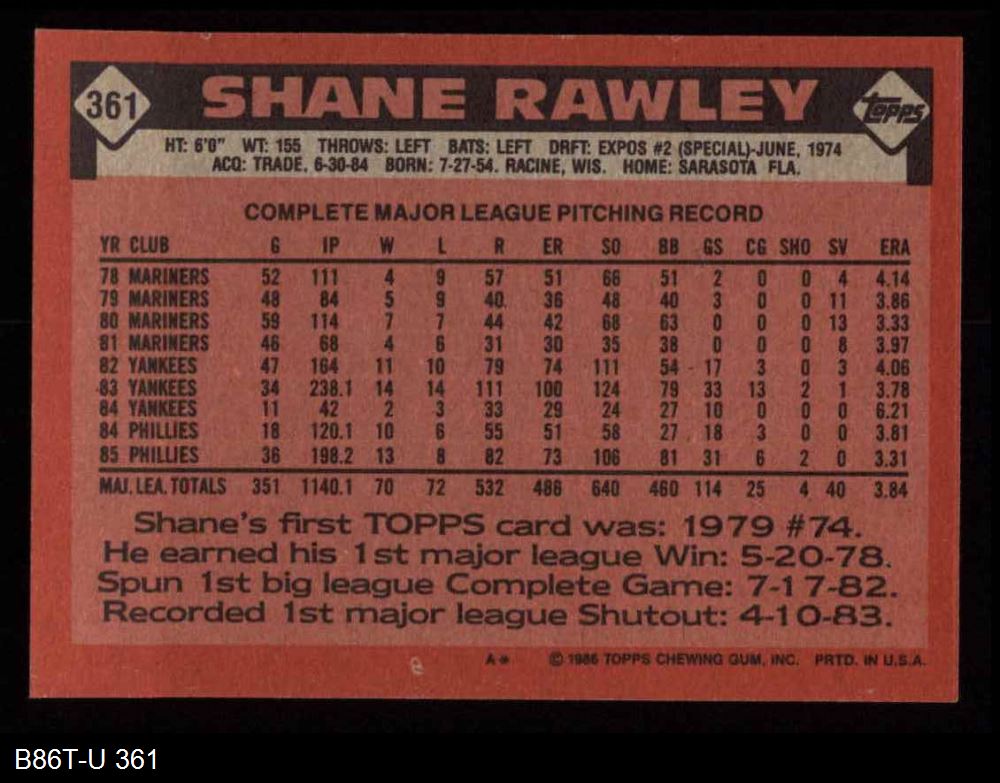 361 SHANE RAWLEY topps
HT: 6'0" WT: 155 THROWS: LEFT BATS: LEFT DRFT: EXPOS #2 (SPECIAL)-JUNE, 1974
ACQ: TRADE, 6-30-84 BORN: 7-27-54, RACINE, WIS. HOME: SARASOTA FLA.
COMPLETE MAJOR LEAGUE PITCHING RECORD
YR CLUB G IP W L R ER SO BB GS CG SHO SV ERA
78 MARINERS 52 111 4 9 57 51 66 51 2 0 0 4 4.14
79 MARINERS 48 84 5 9 40 36 48 40 3 0 0 11 3.86
80 MARINERS 59 114 7 7 44 42 68 63 0 0 0 13 3.33
81 MARINERS 46 68 4 6 31 30 35 38 0 0 0 8 3.97
82 YANKEES 47 164 11 10 79 74 111 54 17 3 0 3 4.06
83 YANKEES 34 238.1 14 14 111 100 124 79 33 13 2 1 3.78
84 YANKEES 11 42 2 3 33 29 24 27 10 0 0 0 6.21
84 PHILLIES 18 120.1 10 6 55 51 58 27 18 3 0 0 3.81
85 PHILLIES 36 198.2 13 8 82 73 106 81 31 6 2 0 3.31
MAJ. LEA. TOTALS 351 1140.1 70 72 532 486 640 460 114 25 4 40 3.84
Shane's first TOPPS card was: 1979 #74.
He earned his 1st major league Win: 5-20-78.
Spun 1st big league Complete Game: 7-17-82.
Recorded 1st major league Shutout: 4-10-83.
A* © 1986 TOPPS CHEWING GUM, INC. PRTD. IN U.S.A.
B86T-U 361